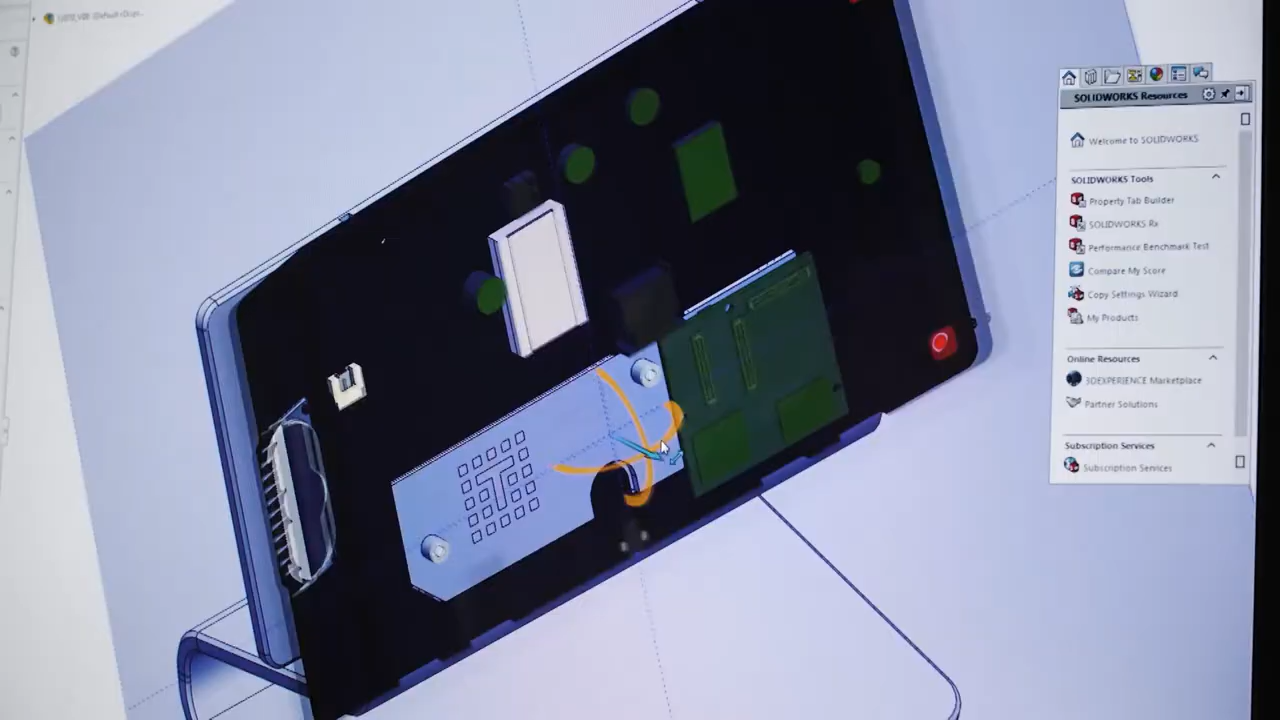 SOLIDWORKS Resources
Welcome to SOLIDWORKS
SOLIDWORKS Tools
Property Tab Builder
SOLIDWORKS Rx
Performance Benchmark Test
Compare My Score
Copy Settings Wizard
My Products
Online Resources
3DEXPERIENCE Marketplace
Partner Solutions
Subscription Services
Subscription Services